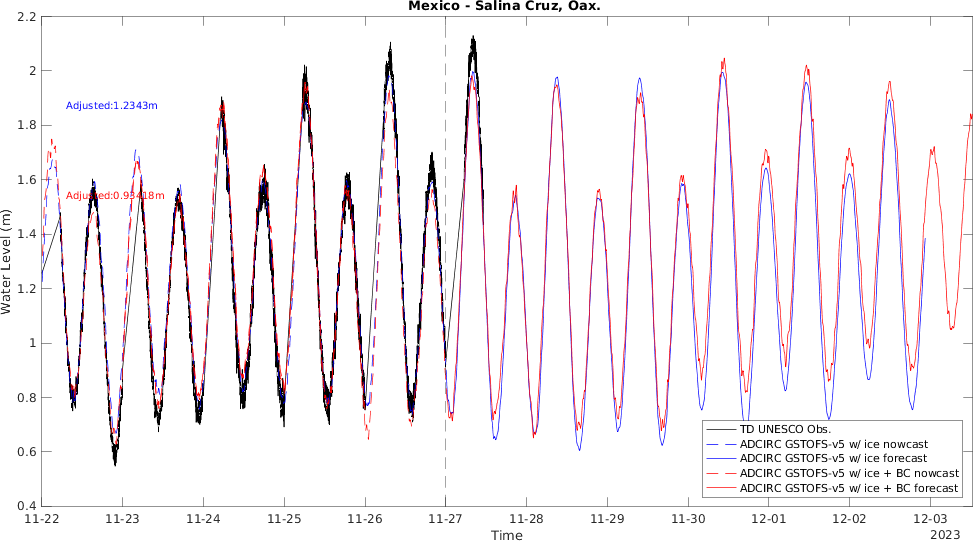 Mexico - Salina Cruz, Oax.
2.2
2
1.8
1.6
1.4
1.2
1
0.8
0.6
0.4
Water Level (m)
Adjusted:1.2343m
Adjusted:0.95418m
TD UNESCO Obs.
ADCIRC GSTOFS-v5 w/ ice nowcast
ADCIRC GSTOFS-v5 w/ ice forecast
ADCIRC GSTOFS-v5 w/ ice + BC nowcast
ADCIRC GSTOFS-v5 w/ ice + BC forecast
11-22 11-23 11-24 11-25 11-26 11-27 11-28 11-29 11-30 12-01 12-02 12-03
Time
2023